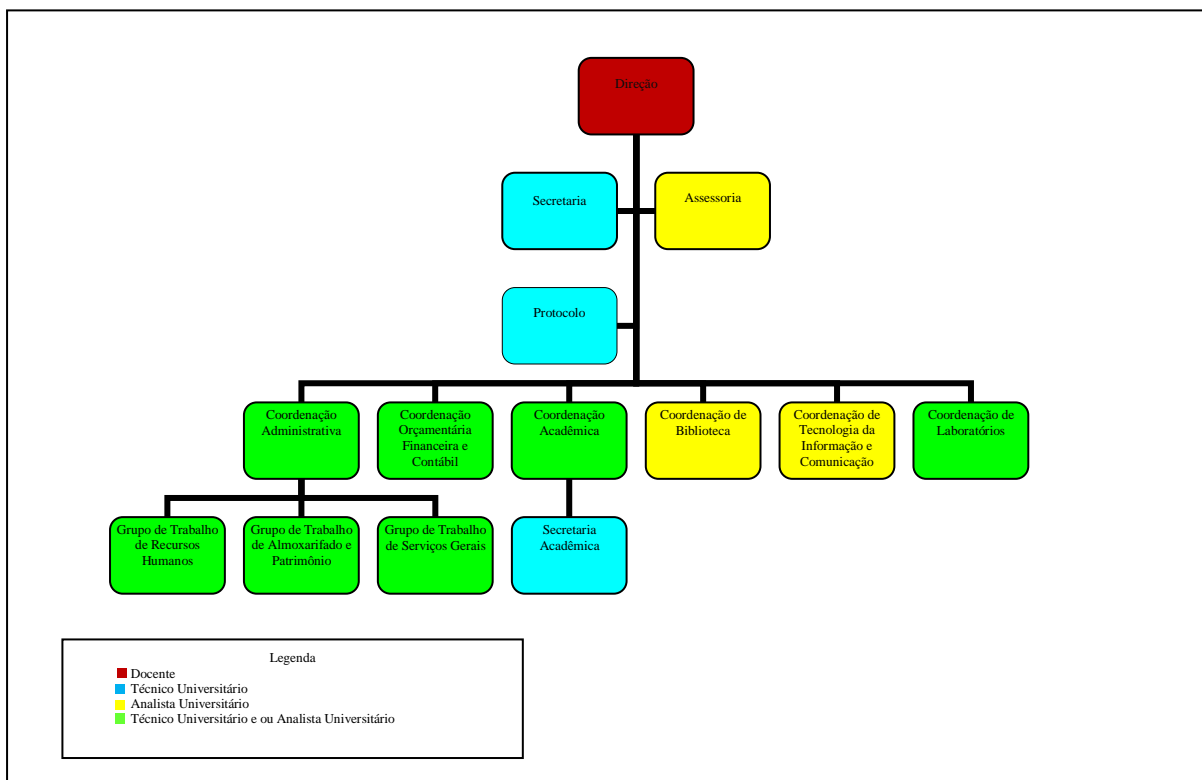 Direção
Secretaria
Assessoria
Protocolo
Coordenação
Administrativa
Coordenação
Orçamentária
Financeira e
Contábil
Coordenação
Acadêmica
Coordenação de
Biblioteca
Coordenação de
Tecnologia da
Informação e
Comunicação
Coordenação de
Laboratórios
Grupo de Trabalho
de Recursos
Humanos
Grupo de Trabalho
de Almoxarifado e
Patrimônio
Grupo de Trabalho
de Serviços Gerais
Secretaria
Acadêmica
Legenda
Docente
Técnico Universitário
Analista Universitário
Técnico Universitário e ou Analista Universitário